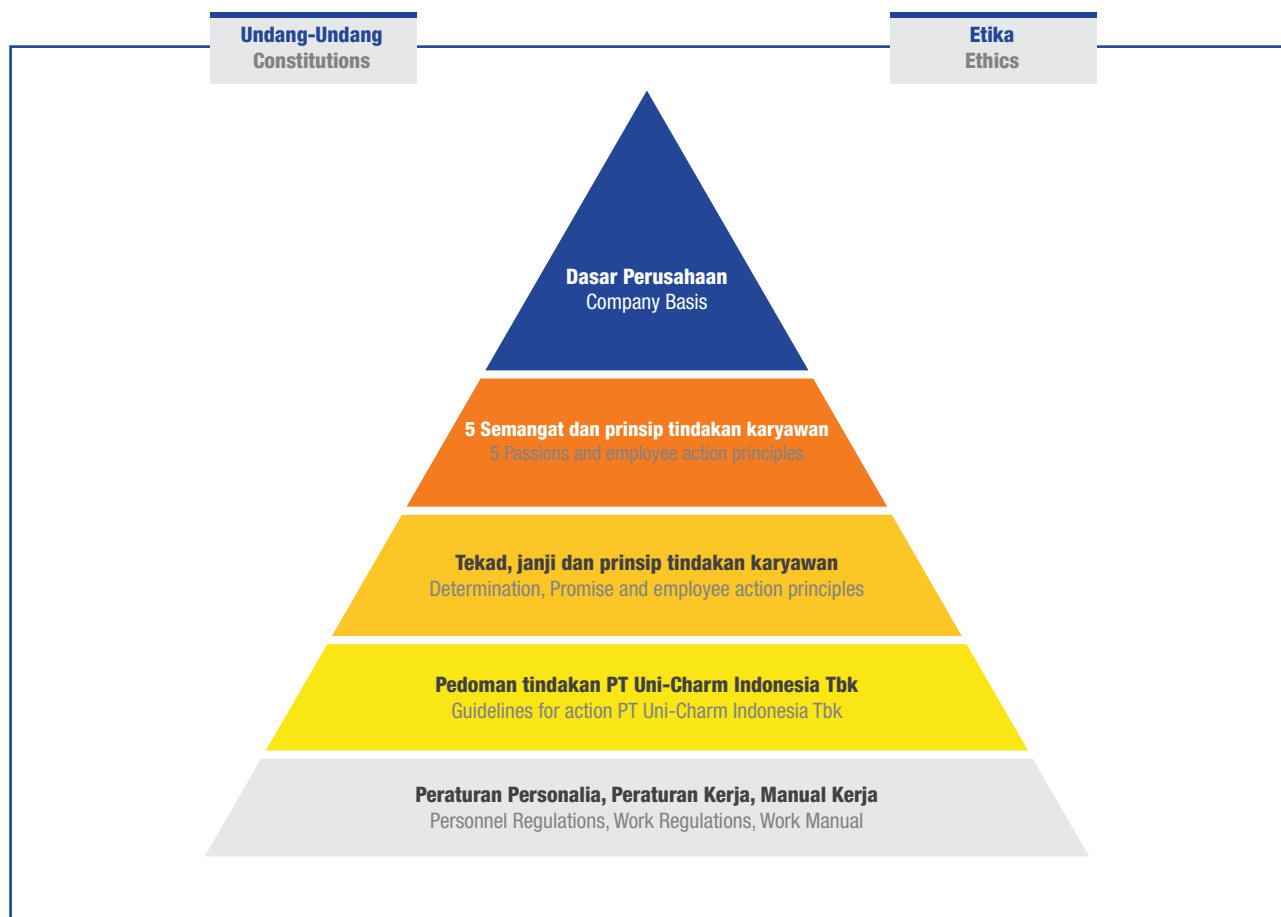 Undang-Undang
Constitutions
Etika
Ethics
Dasar Perusahaan
Company Basis
5 Semangat dan prinsip tindakan karyawan
5 Passions and employee action principles
Tekad, janji dan prinsip tindakan karyawan
Determination, Promise and employee action principles
Pedoman tindakan PT Uni-Charm Indonesia Tbk
Guidelines for action PT Uni-Charm Indonesia Tbk
Peraturan Personalia, Peraturan Kerja, Manual Kerja
Personnel Regulations, Work Regulations, Work Manual